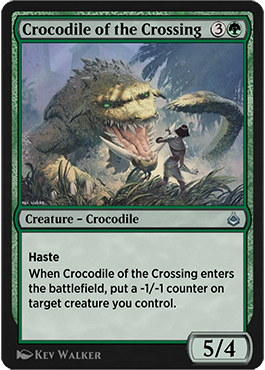 Crocodile of the Crossing 3
Creature – Crocodile
Haste
When Crocodile of the Crossing enters
the battlefield, put a -1/-1 counter on
target creature you control.
5/4
Kev Walker